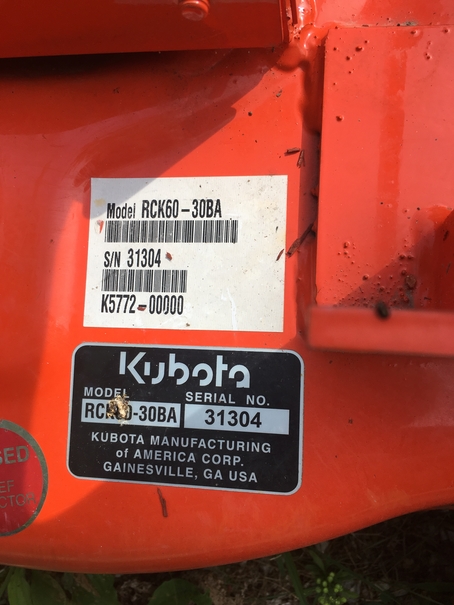 Model RCK60-30BA
S/N 31304
K5772-00000
Kubota
MODEL SERIAL NO.
-30BA 31304
KUBOTA MANUFACTURING
of AMERICA CORP.
GAINESVILLE, GA USA